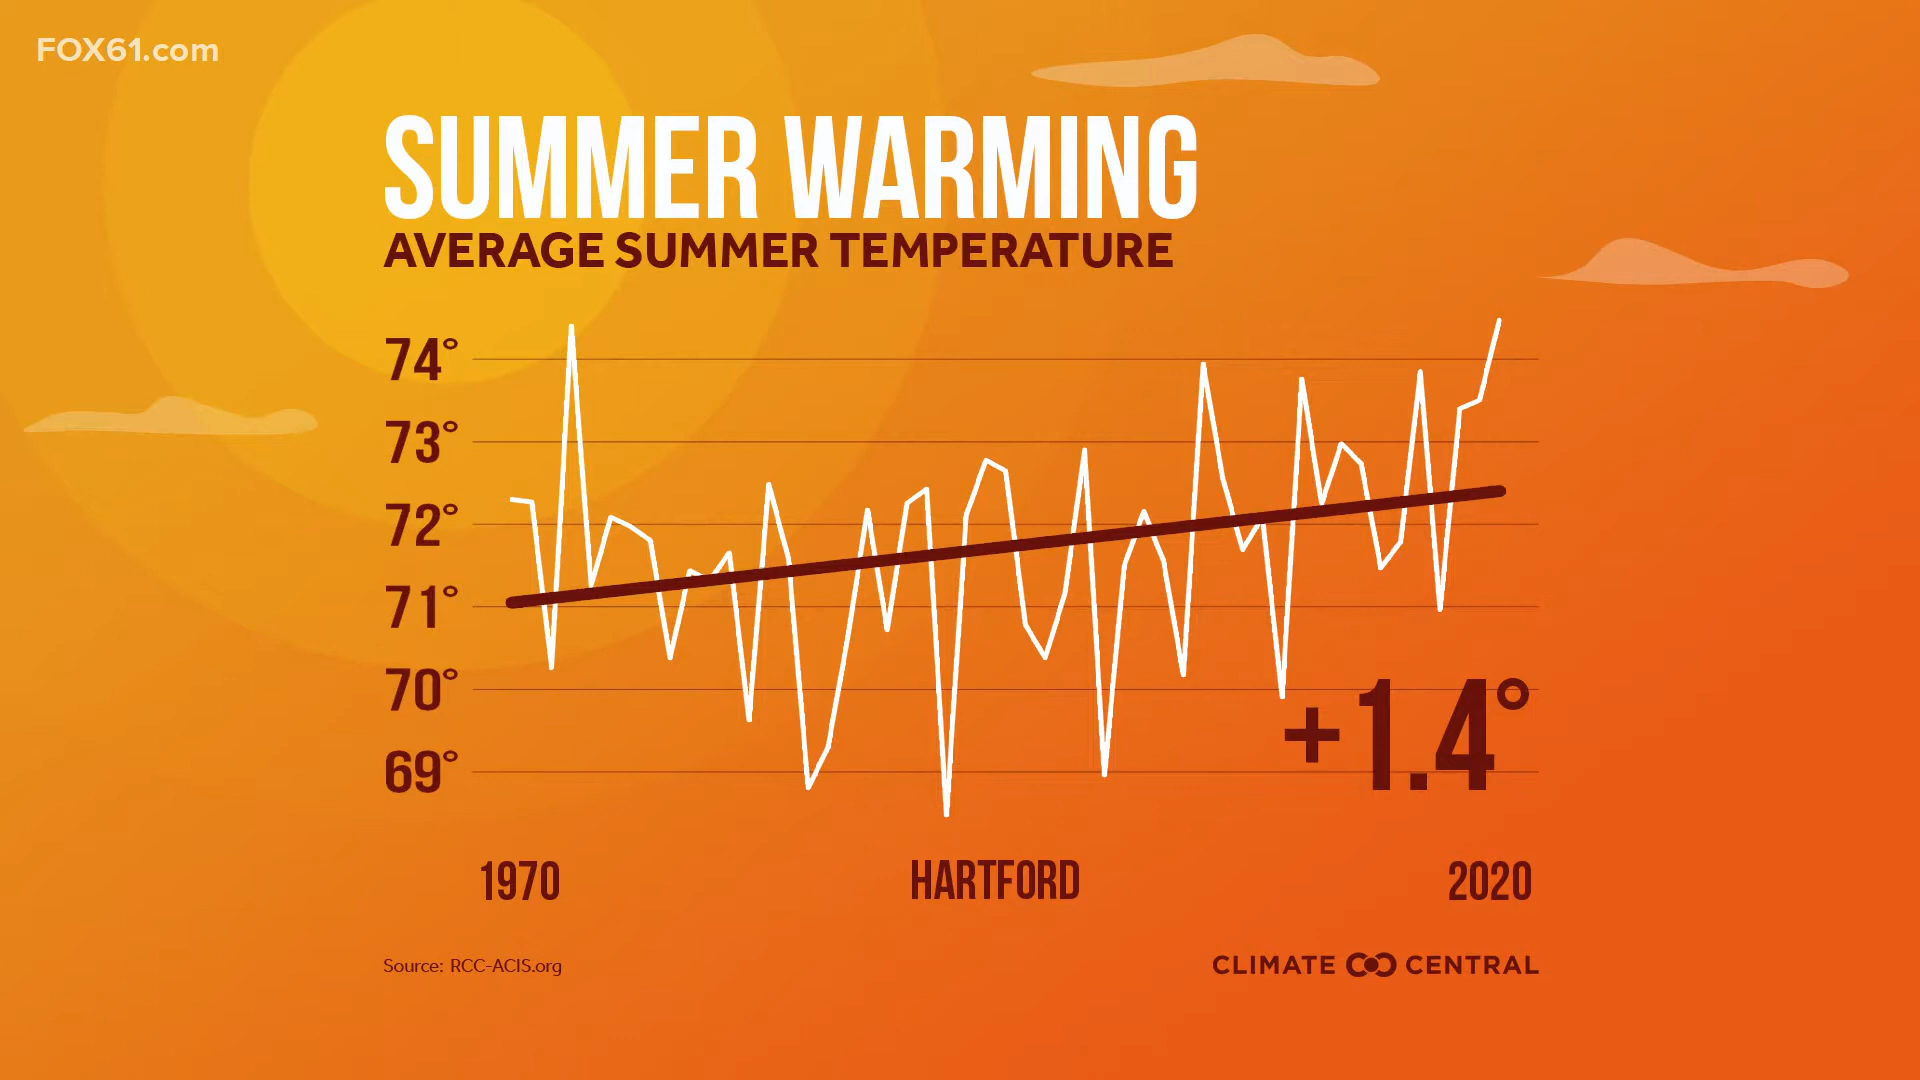 FOX61.com
SUMMER WARMING
AVERAGE SUMMER TEMPERATURE
74°
73°
72°
71°
70°
69°
+1.4°
1970 HARTFORD 2020
Source: RCC-ACIS.org
CLIMATE CENTRAL